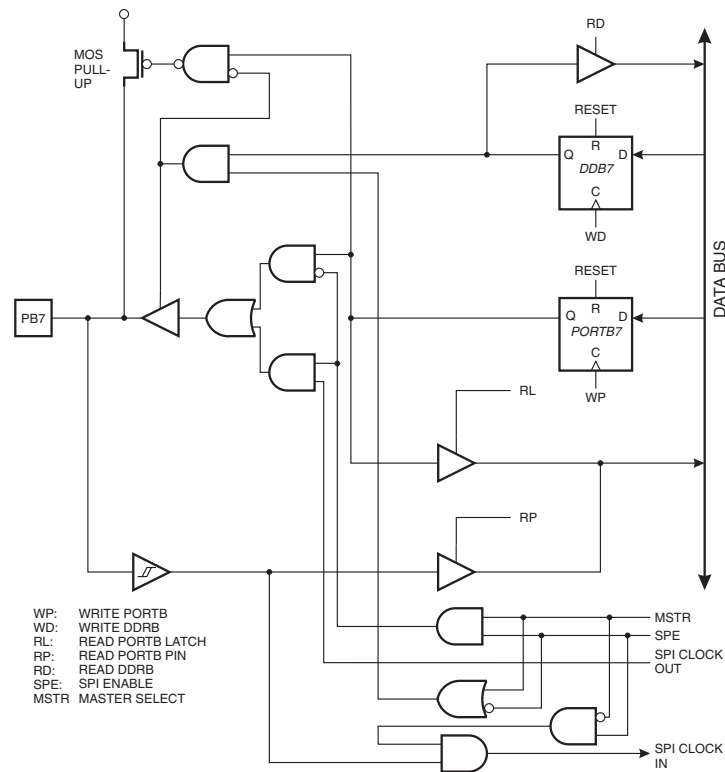 RD
MOS
PULL-
UP
RESET
R
Q
D
DDB7
C
WD
RESET
R
Q
D
PORTB7
C
WP
PB7
DATA BUS
RL
RP
WP: WRITE PORTB
WD: WRITE DDRB
RL: READ PORTB LATCH
RP: READ PORTB PIN
RD: READ DDRB
SPE: SPI ENABLE
MSTR MASTER SELECT
MSTR
SPE
SPI CLOCK
OUT
SPI CLOCK
IN